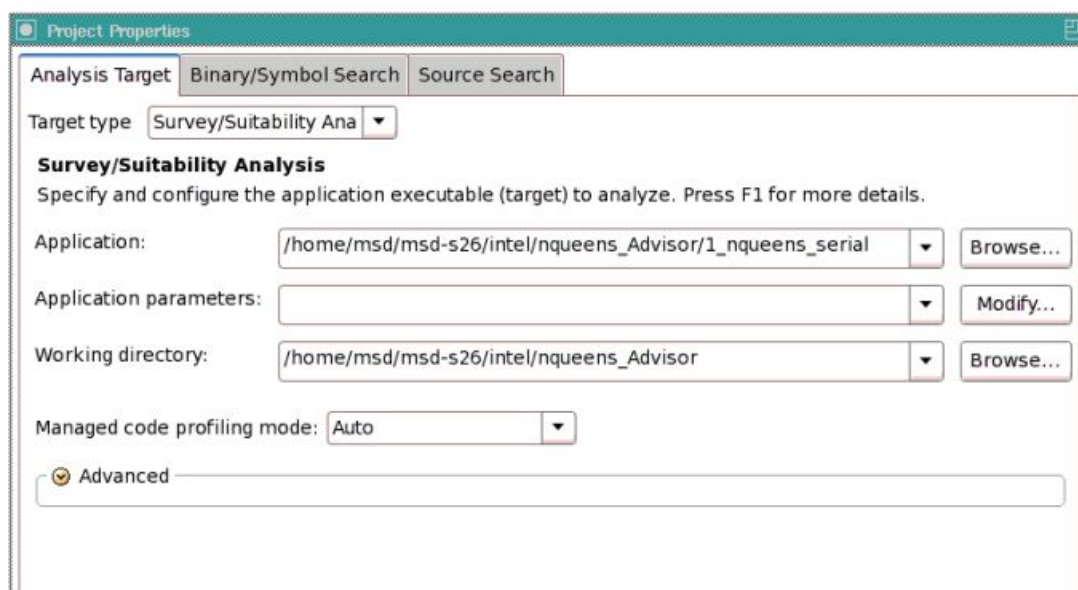 Project Properties
Analysis Target Binary/Symbol Search Source Search
Target type Survey/Suitability Ana
Survey/Suitability Analysis
Specify and configure the application executable (target) to analyze. Press F1 for more details.
Application: /home/msd/msd-s26/intel/nqueens_Advisor/1_nqueens_serial Browse...
Application parameters: Modify...
Working directory: /home/msd/msd-s26/intel/nqueens_Advisor Browse...
Managed code profiling mode: Auto
Advanced